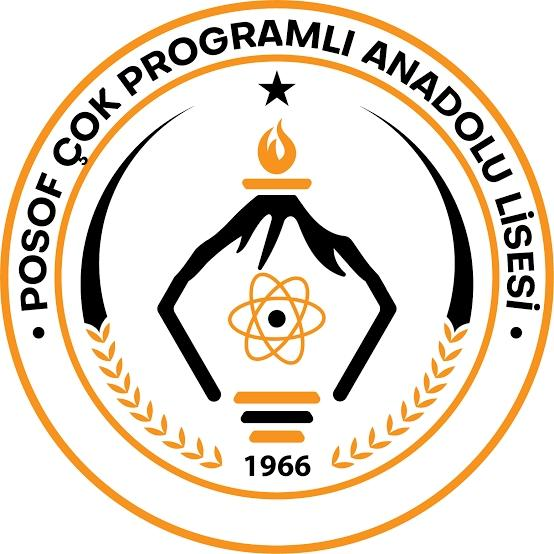 • POSOF ÇOK PROGRAMLI ANADOLU LİSESİ •
1966